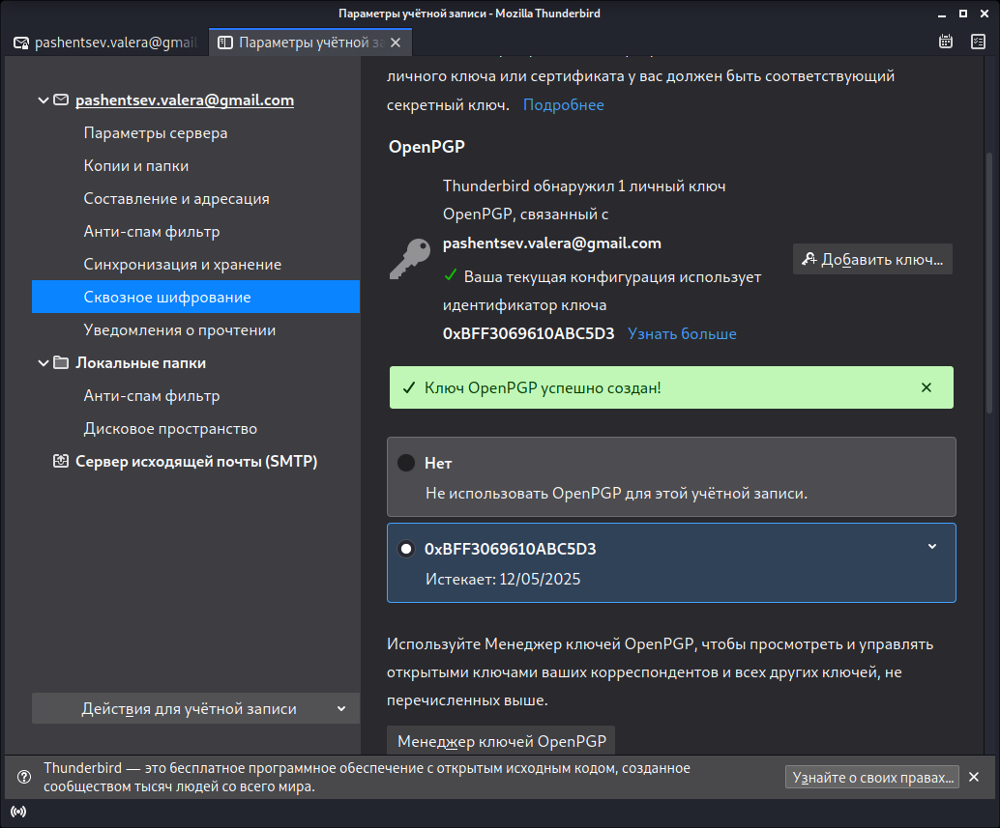 Параметры учётной записи - Mozilla Thunderbird
pashentsev.valera@gmail
Параметры учётной за
личного ключа или сертификата у вас должен быть соответствующий
секретный ключ. Подробнее
pashentsev.valera@gmail.com
Параметры сервера
Копии и папки
Составление и адресация
Анти-спам фильтр
Синхронизация и хранение
Сквозное шифрование
Уведомления о прочтении
Локальные папки
Анти-спам фильтр
Дисковое пространство
Сервер исходящей почты (SMTP)
Действия для учётной записи
OpenPGP
Thunderbird обнаружил 1 личный ключ
OpenPGP, связанный с
pashentsev.valera@gmail.com
Ваша текущая конфигурация использует
идентификатор ключа
0xBFF3069610ABC5D3 Узнать больше
Добавить ключ...
Ключ OpenPGP успешно создан!
Нет
Не использовать OpenPGP для этой учётной записи.
0xBFF3069610ABC5D3
Истекает: 12/05/2025
Используйте Менеджер ключей OpenPGP, чтобы просмотреть и управлять
открытыми ключами ваших корреспондентов и всех других ключей, не
перечисленных выше.
Менеджер ключей OpenPGP
Thunderbird — это бесплатное программное обеспечение с открытым исходным кодом, созданное
сообществом тысяч людей со всего мира.
Узнайте о своих правах...